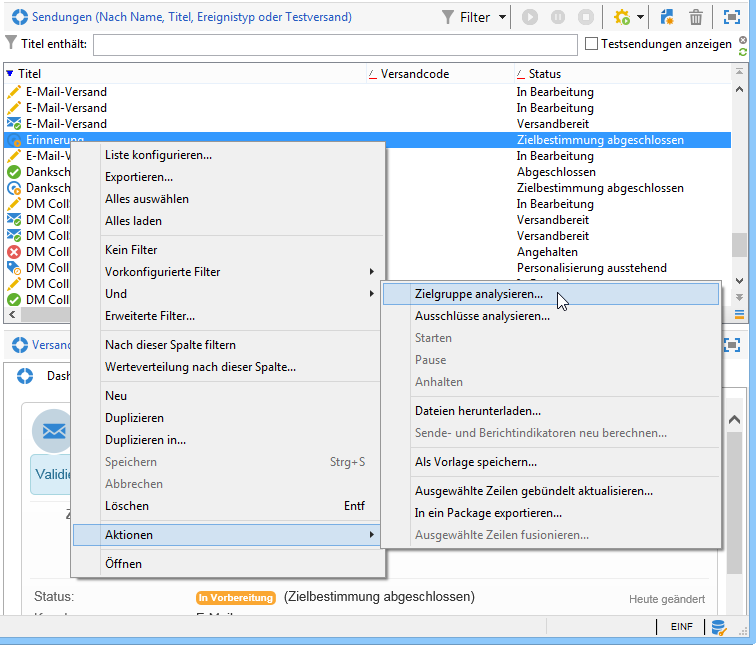 Sendungen (Nach Name, Titel, Ereignistyp oder Testversand)
Filter
Titel enthält:
Testsendungen anzeigen
Titel Versandcode Status
E-Mail-Versand In Bearbeitung
E-Mail-Versand In Bearbeitung
E-Mail-Versand Versandbereit
Erinnerung Zielbestimmung abgeschlossen
E-Mail-V In Bearbeitung
Danksch Abgeschlossen
Danksch Zielbestimmung abgeschlossen
DM Coll In Bearbeitung
DM Coll Versandbereit
DM Coll Versandbereit
DM Coll Angehalten
DM Coll Personalisierung ausstehend
DM Coll
DM Coll
Liste konfigurieren...
Exportieren...
Alles auswählen
Alles laden
Kein Filter
Vorkonfigurierte Filter
Und
Erweiterte Filter...
Nach dieser Spalte filtern
Werteverteilung nach dieser Spalte...
Neu
Duplizieren
Duplizieren in...
Speichern Strg+S
Abbrechen
Löschen Entf
Aktionen
Öffnen
Zielgruppe analysieren...
Ausschlüsse analysieren...
Starten
Pause
Anhalten
Dateien herunterladen...
Sende- und Berichtindikatoren neu berechnen...
Als Vorlage speichern...
Ausgewählte Zeilen gebündelt aktualisieren...
In ein Package exportieren...
Ausgewählte Zeilen fusionieren...
Versand
Dash
Validie
Z
Status: In Vorbereitung (Zielbestimmung abgeschlossen) Heute geändert
EINF